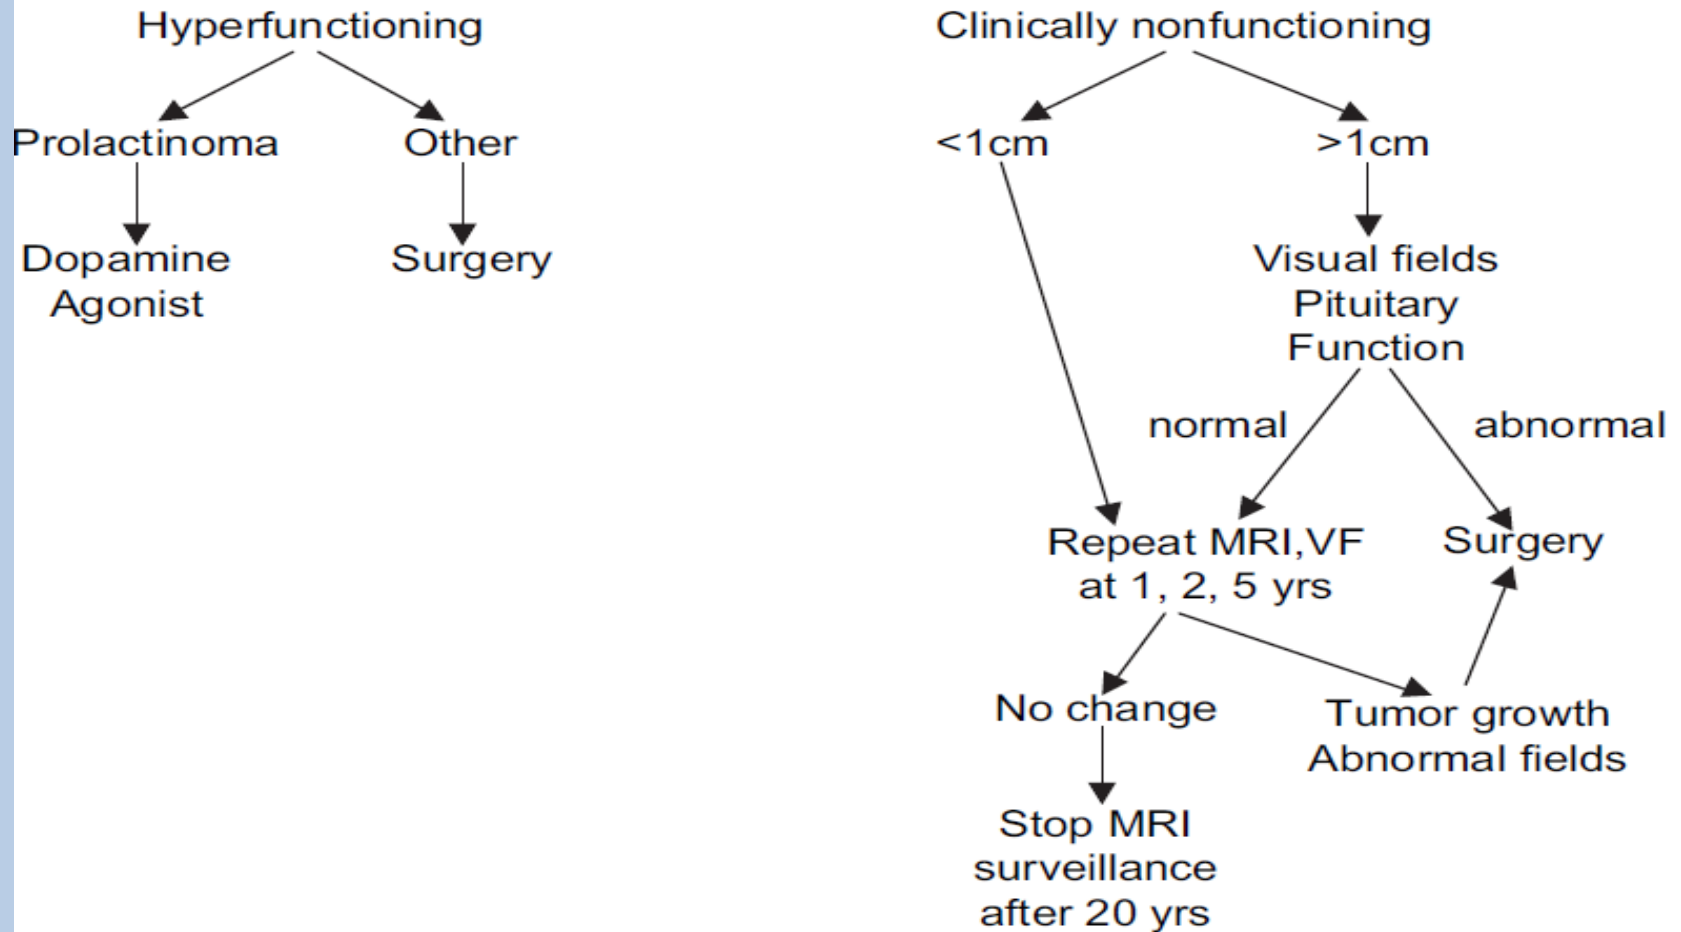 Hyperfunctioning
Prolactinoma
Other
Dopamine
Agonist
Surgery
Clinically nonfunctioning
<1cm
>1cm
Visual fields
Pituitary
Function
normal
abnormal
Repeat MRI,VF
at 1, 2, 5 yrs
Surgery
No change
Tumor growth
Abnormal fields
Stop MRI
surveillance
after 20 yrs